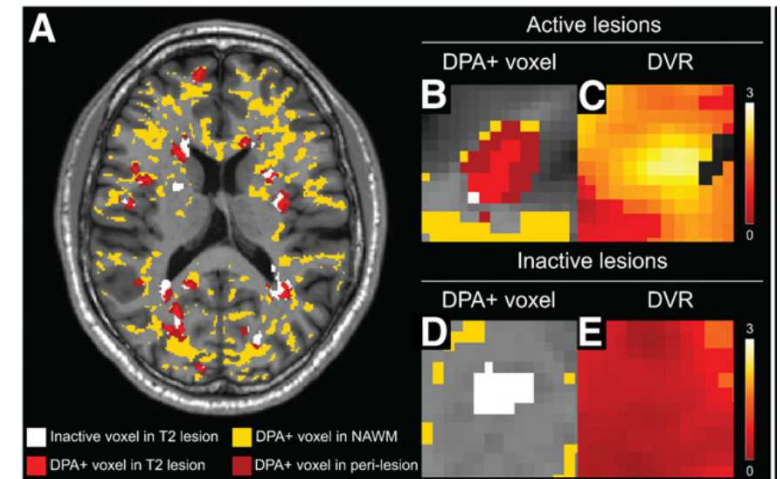 A
Active lesions
DPA+ voxel DVR
B C
3
0
Inactive lesions
DPA+ voxel DVR
D E
3
0
Inactive voxel in T2 lesion DPA+ voxel in NAWM
DPA+ voxel in T2 lesion DPA+ voxel in peri-lesion